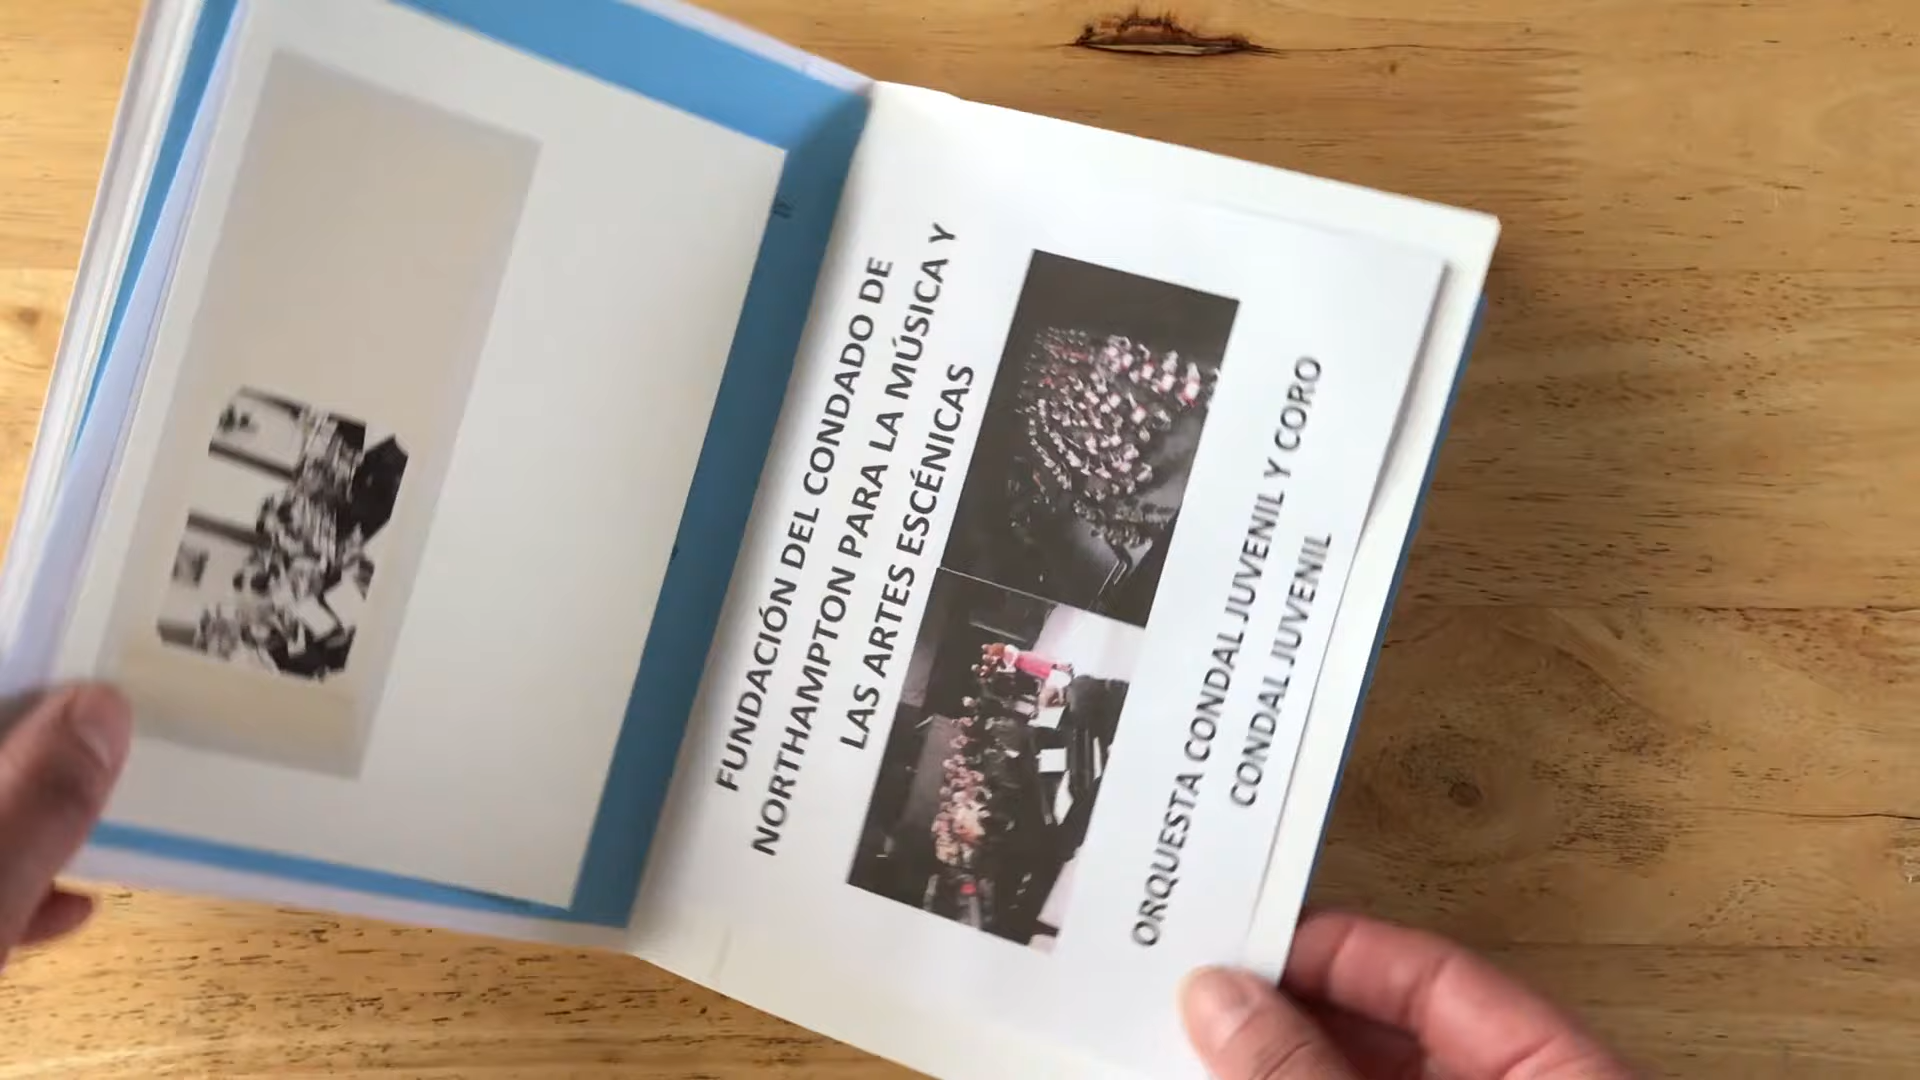 FUNDACIÓN DEL CONDADO DE
NORTHAMPTON PARA LA MÚSICA Y
LAS ARTES ESCÉNICAS
ORQUESTA CONDAL JUVENIL Y CORO
CONDAL JUVENIL